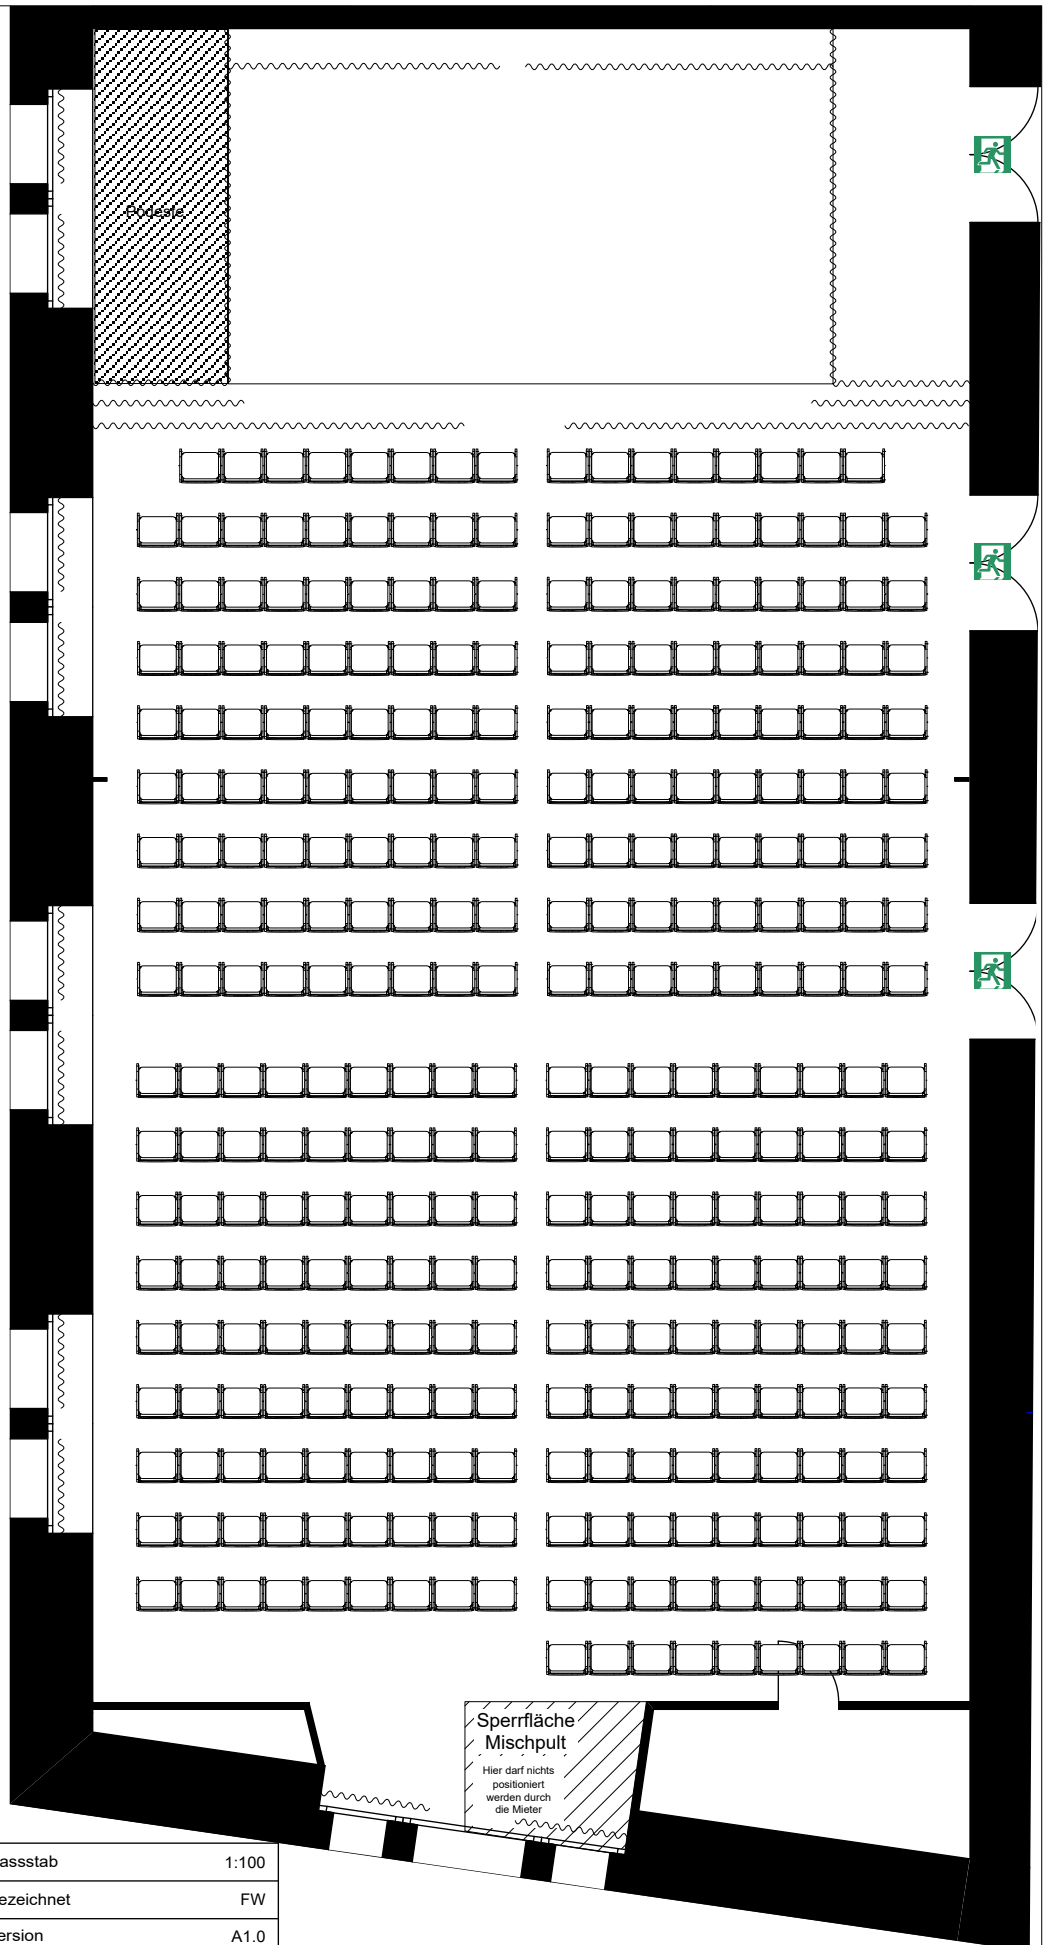 Podeste
Sperrfläche
Mischpult
Hier darf nichts
positioniert
werden durch
die Mieter
assstab 1:100
ezeichnet FW
ersion A1.0